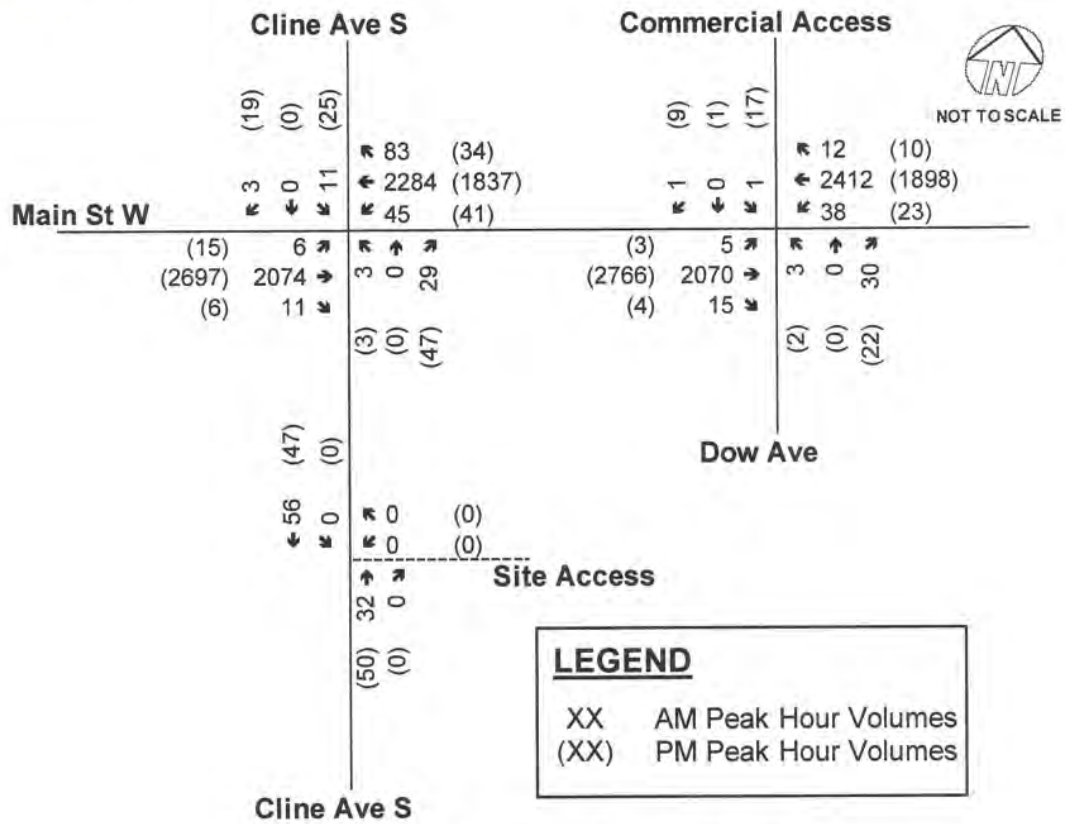 Cline Ave S
Commercial Access
N
NOT TO SCALE
(19) (0) (25)
3 0 11
83 (34)
2284 (1837)
45 (41)
(9) (1) (17)
1 0 1
12 (10)
2412 (1898)
38 (23)
Main St W
(15) 6
(2697) 2074
(6) 11
3 0 29
(3) (0) (47)
(3) 5
(2766) 2070
(4) 15
3 0 30
(2) (0) (22)
Dow Ave
(47) (0)
56 0
0 (0)
0 (0)
Site Access
32 0
(50) (0)
LEGEND
XX AM Peak Hour Volumes
(XX) PM Peak Hour Volumes
Cline Ave S